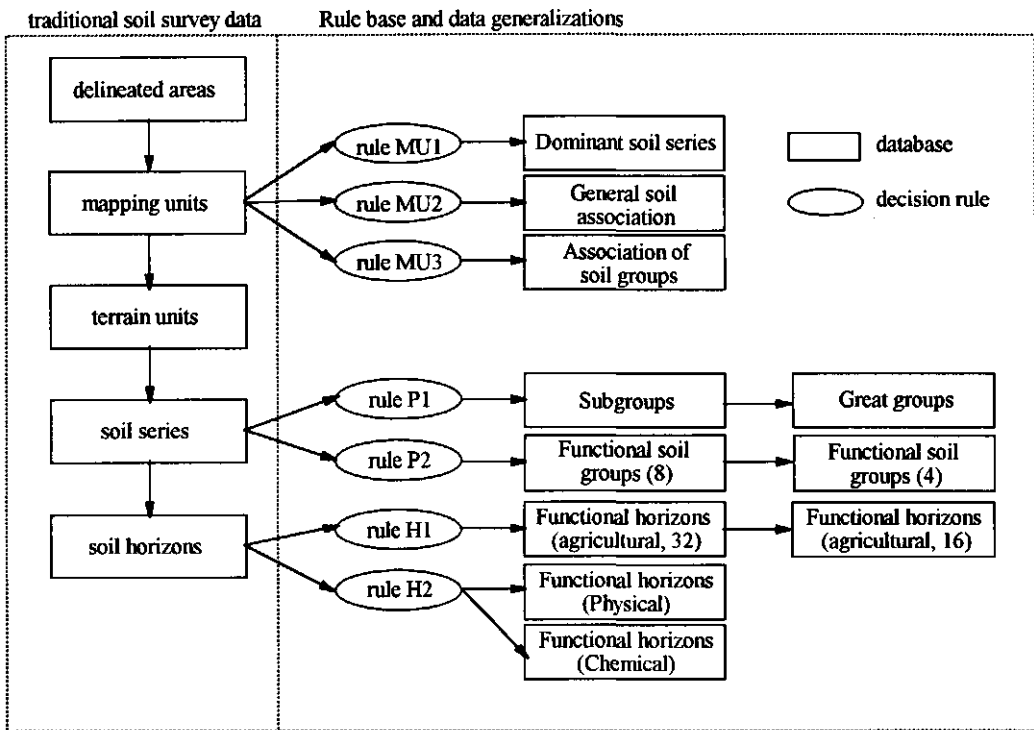 traditional soil survey data
Rule base and data generalizations
delineated areas
mapping units
terrain units
soil series
soil horizons
rule MU1
Dominant soil series
rule MU2
General soil
association
rule MU3
Association of
soil groups
database
decision rule
rule P1
Subgroups
Great groups
rule P2
Functional soil
groups (8)
Functional soil
groups (4)
rule H1
Functional horizons
(agricultural, 32)
Functional horizons
(agricultural, 16)
rule H2
Functional horizons
(Physical)
Functional horizons
(Chemical)